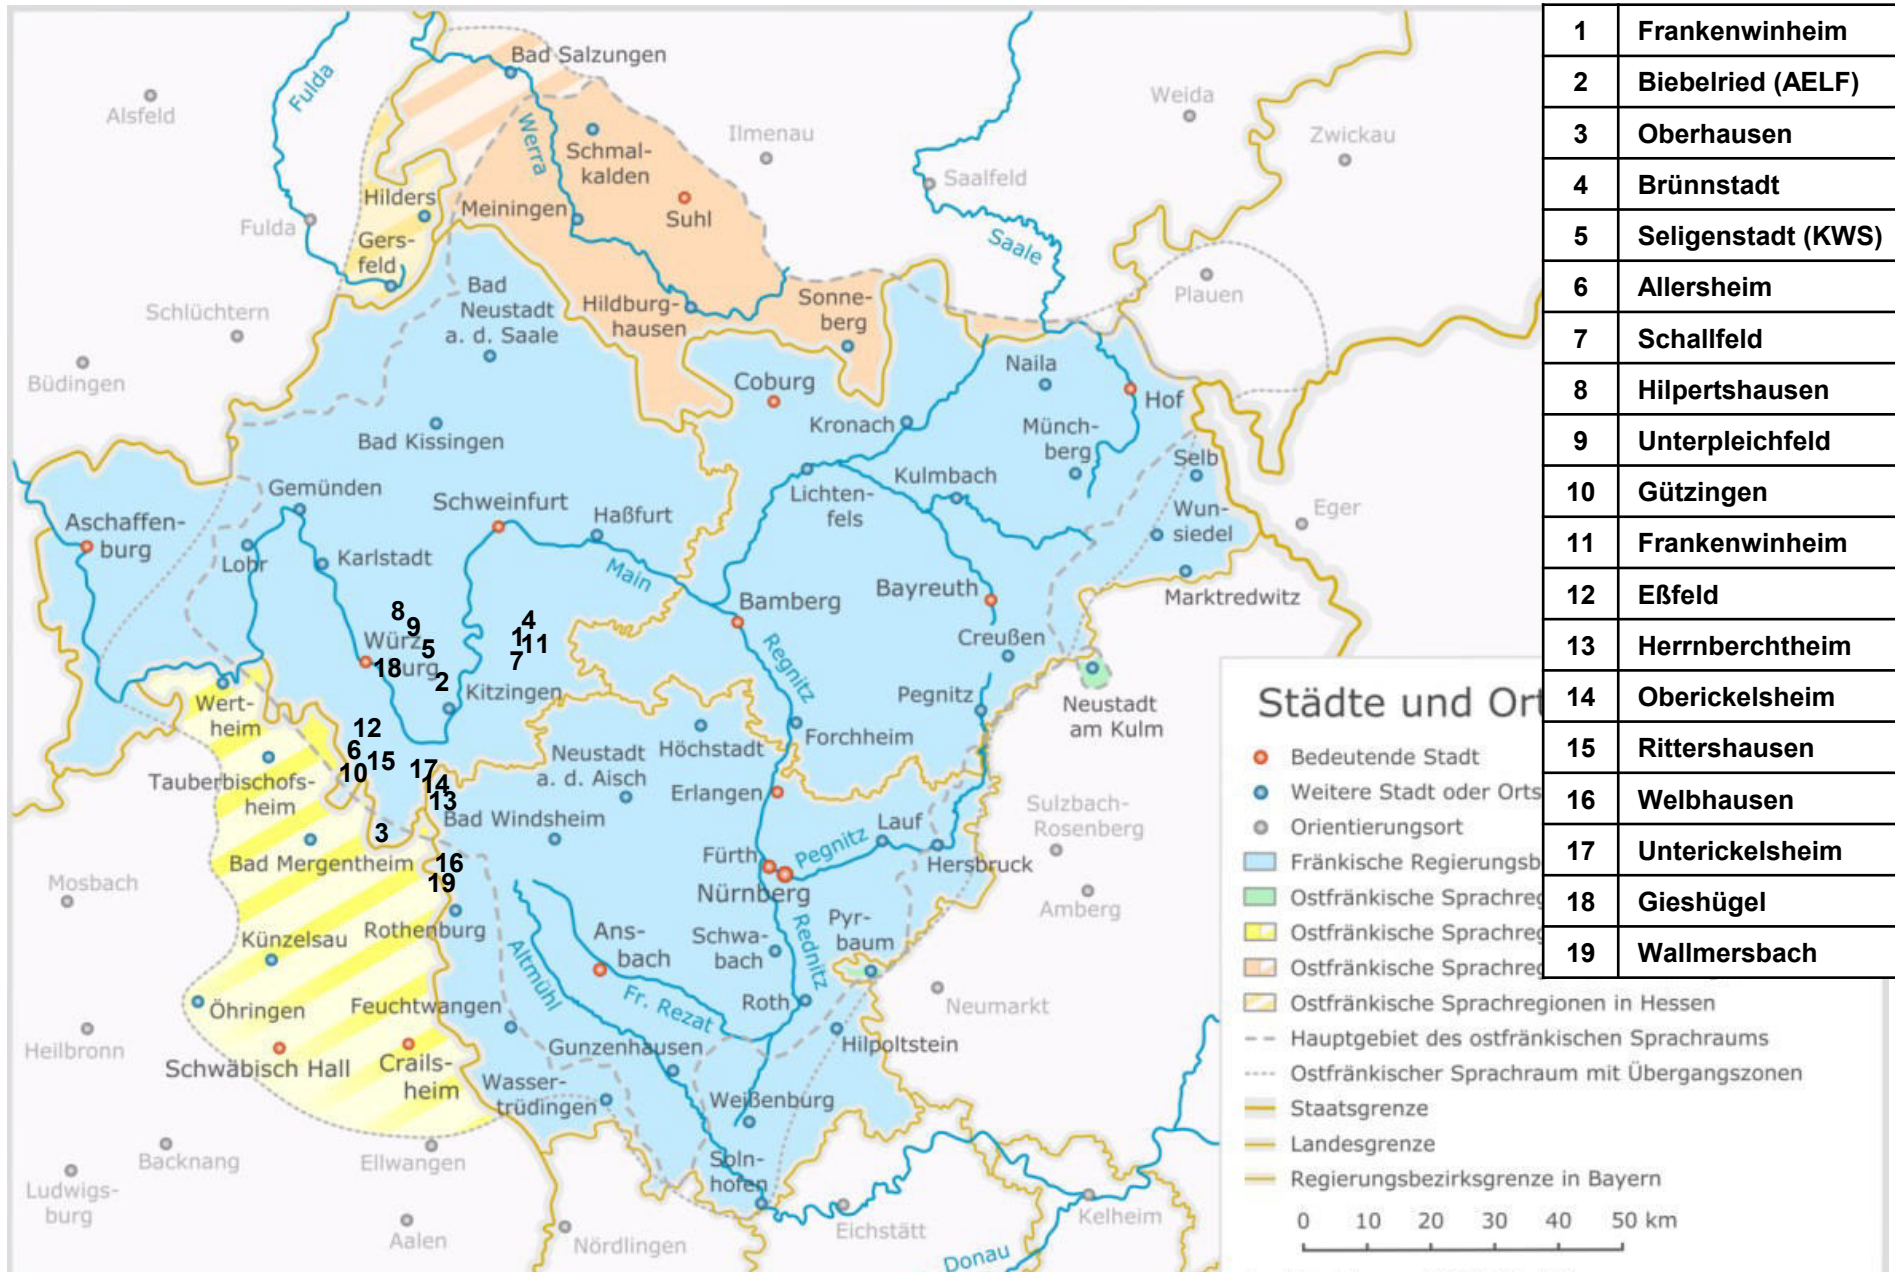 Bad Salzungen
Fulda
Alsfeld
Weida
Ilmenau
Zwickau
Werra
Schmal-
kalden
Saalfeld
Hilders
Meiningen
Suhl
Fulda
Gers-
feld
Saale
Bad
Neustadt
a. d. Saale
Hildburg-
hausen
Sonne-
berg
Plauen
Schlüchtern
Büdingen
Coburg
Naila
Hof
Kronach
Münch-
berg
Bad Kissingen
Selb
Kulmbach
Gemünden
Schweinfurt
Lichten-
fels
Haßfurt
Wun-
siedel
Eger
Aschaffen-
burg
Lohr
Karlstadt
Main
Bayreuth
Marktredwitz
Bamberg
8
9
4
1
11
Würz-
burg
5
7
18
2
Creußen
Regnitz
Kitzingen
Pegnitz
Neustadt
am Kulm
Wert-
heim
12
6
15
10
17
14
13
Forchheim
Höchstadt
Neustadt
a. d. Aisch
Tauberbischofs-
heim
Erlangen
Sulzbach-
Rosenberg
Bad Windsheim
3
Lauf
Pegnitz
Hersbruck
Bad Mergentheim
16
19
Fürth
Nürnberg
Mosbach
Amberg
Künzelsau
Rothenburg
Ans-
bach
Schwa-
bach
Rednitz
Pyr-
baum
Altmühl
Öhringen
Feuchtwangen
Fr. Rezat
Roth
Neumarkt
Heilbronn
Schwäbisch Hall
Crails-
heim
Gunzenhausen
Hilpoltstein
Wasser-
trüdingen
Weißenburg
Backnang
Ellwangen
Soln-
hofen
Ludwigs-
burg
Aalen
Nördlingen
Eichstätt
Kelheim
Donau
Städte und Ort
Bedeutende Stadt
Weitere Stadt oder Orts
Orientierungsort
Fränkische Regierungsb
Ostfränkische Sprachreg
Ostfränkische Sprachreg
Ostfränkische Sprachreg
Ostfränkische Sprachregionen in Hessen
Hauptgebiet des ostfränkischen Sprachraums
Ostfränkischer Sprachraum mit Übergangszonen
Staatsgrenze
Landesgrenze
Regierungsbezirksgrenze in Bayern
0 10 20 30 40 50 km
1 Frankenwinheim
2 Biebelried (AELF)
3 Oberhausen
4 Brünnstadt
5 Seligenstadt (KWS)
6 Allersheim
7 Schallfeld
8 Hilpertshausen
9 Unterpleichfeld
10 Gützingen
11 Frankenwinheim
12 Eßfeld
13 Herrnberchtheim
14 Oberickelsheim
15 Rittershausen
16 Welbhausen
17 Unterickelsheim
18 Gieshügel
19 Wallmersbach